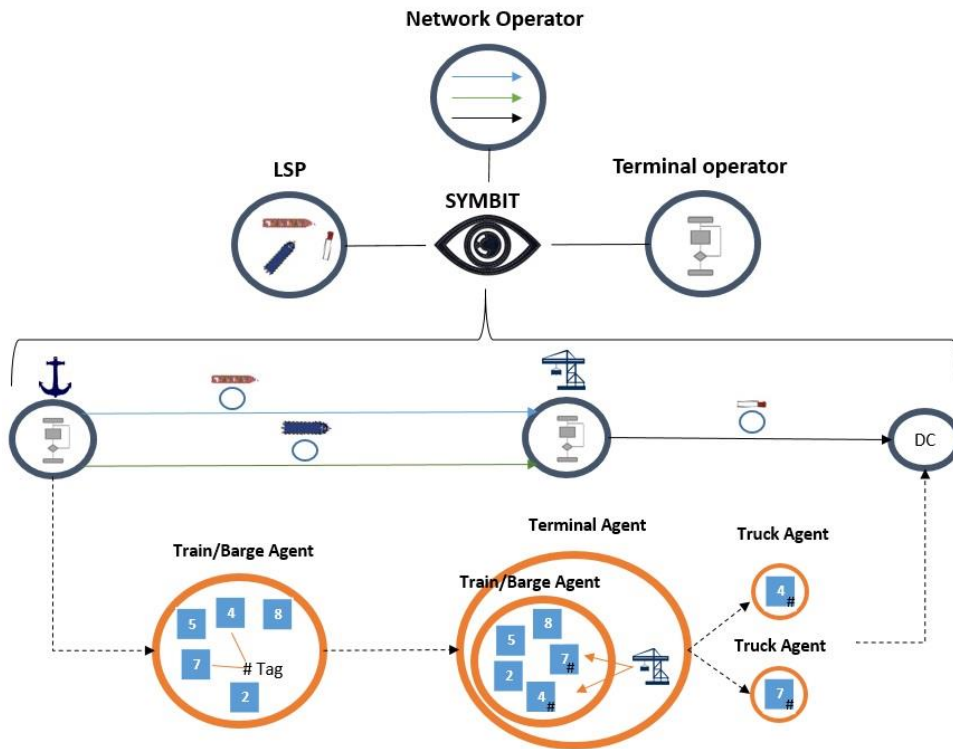 Network Operator
LSP
SYMBIT
Terminal operator
DC
Train/Barge Agent
5
4
8
7
# Tag
2
Terminal Agent
Train/Barge Agent
8
5
7
#
2
4
#
Truck Agent
4
#
Truck Agent
7
#